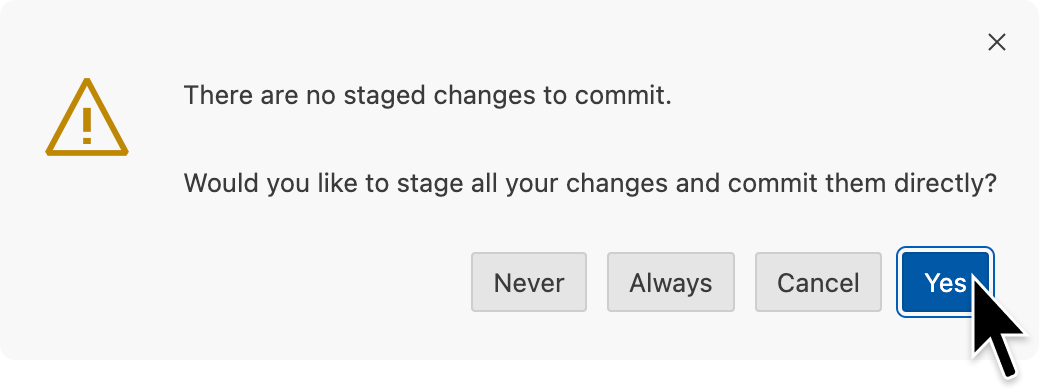 There are no staged changes to commit.
Would you like to stage all your changes and commit them directly?
Never
Always
Cancel
Yes